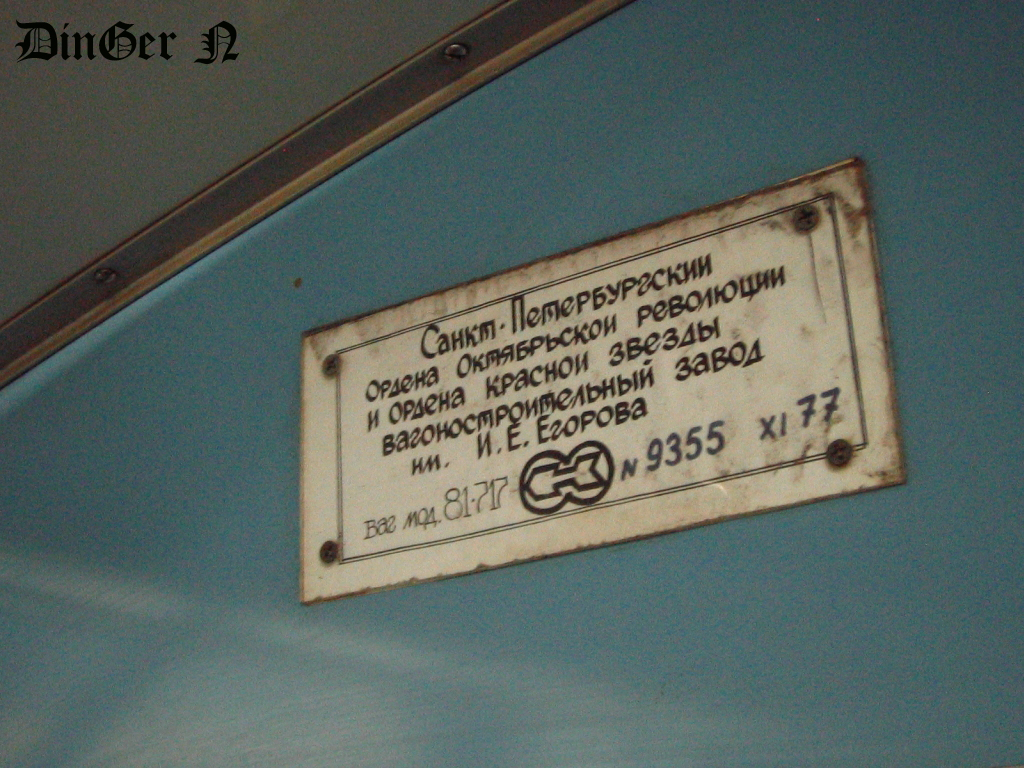 DinGer N
Санкт-Петербургский
ордена Октябрьской революции
и ордена красной звезды
вагоностроительный завод
им. И. Е. Егорова
Ваг мод. 81-717 N 9355 XI 77